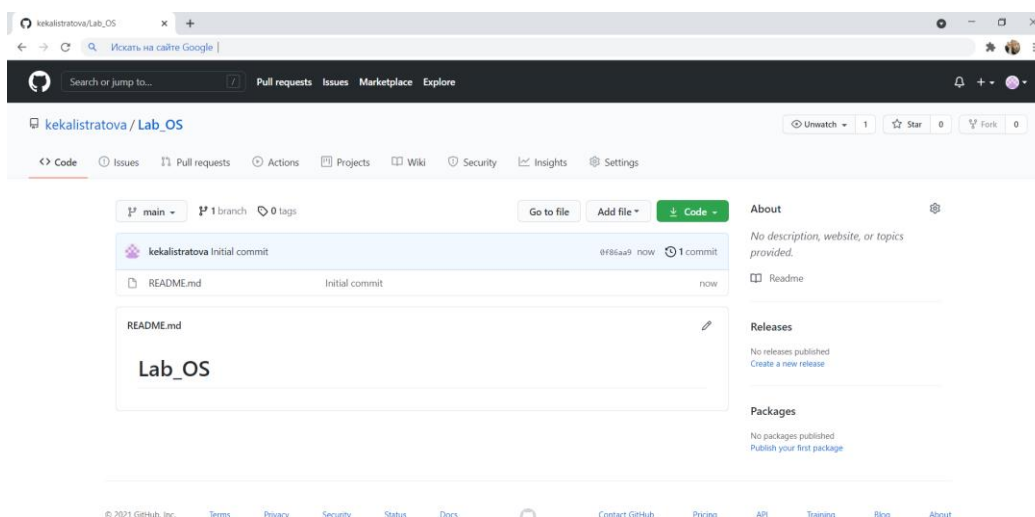 kekalistratova/Lab_OS
Искать на сайте Google
Search or jump to... / Pull requests Issues Marketplace Explore
kekalistratova / Lab_OS Unwatch 1 Star 0 Fork 0
Code Issues Pull requests Actions Projects Wiki Security Insights Settings
main 1 branch 0 tags Go to file Add file Code About
No description, website, or topics
kekalistratova Initial commit 0f86aa9 now 1 commit provided.
README.md Initial commit now Readme
README.md Releases
No releases published
Lab_OS Create a new release
Packages
No packages published
Publish your first package
© 2021 GitHub, Inc. Terms Privacy Security Status Docs Contact GitHub Pricing API Training Blog About